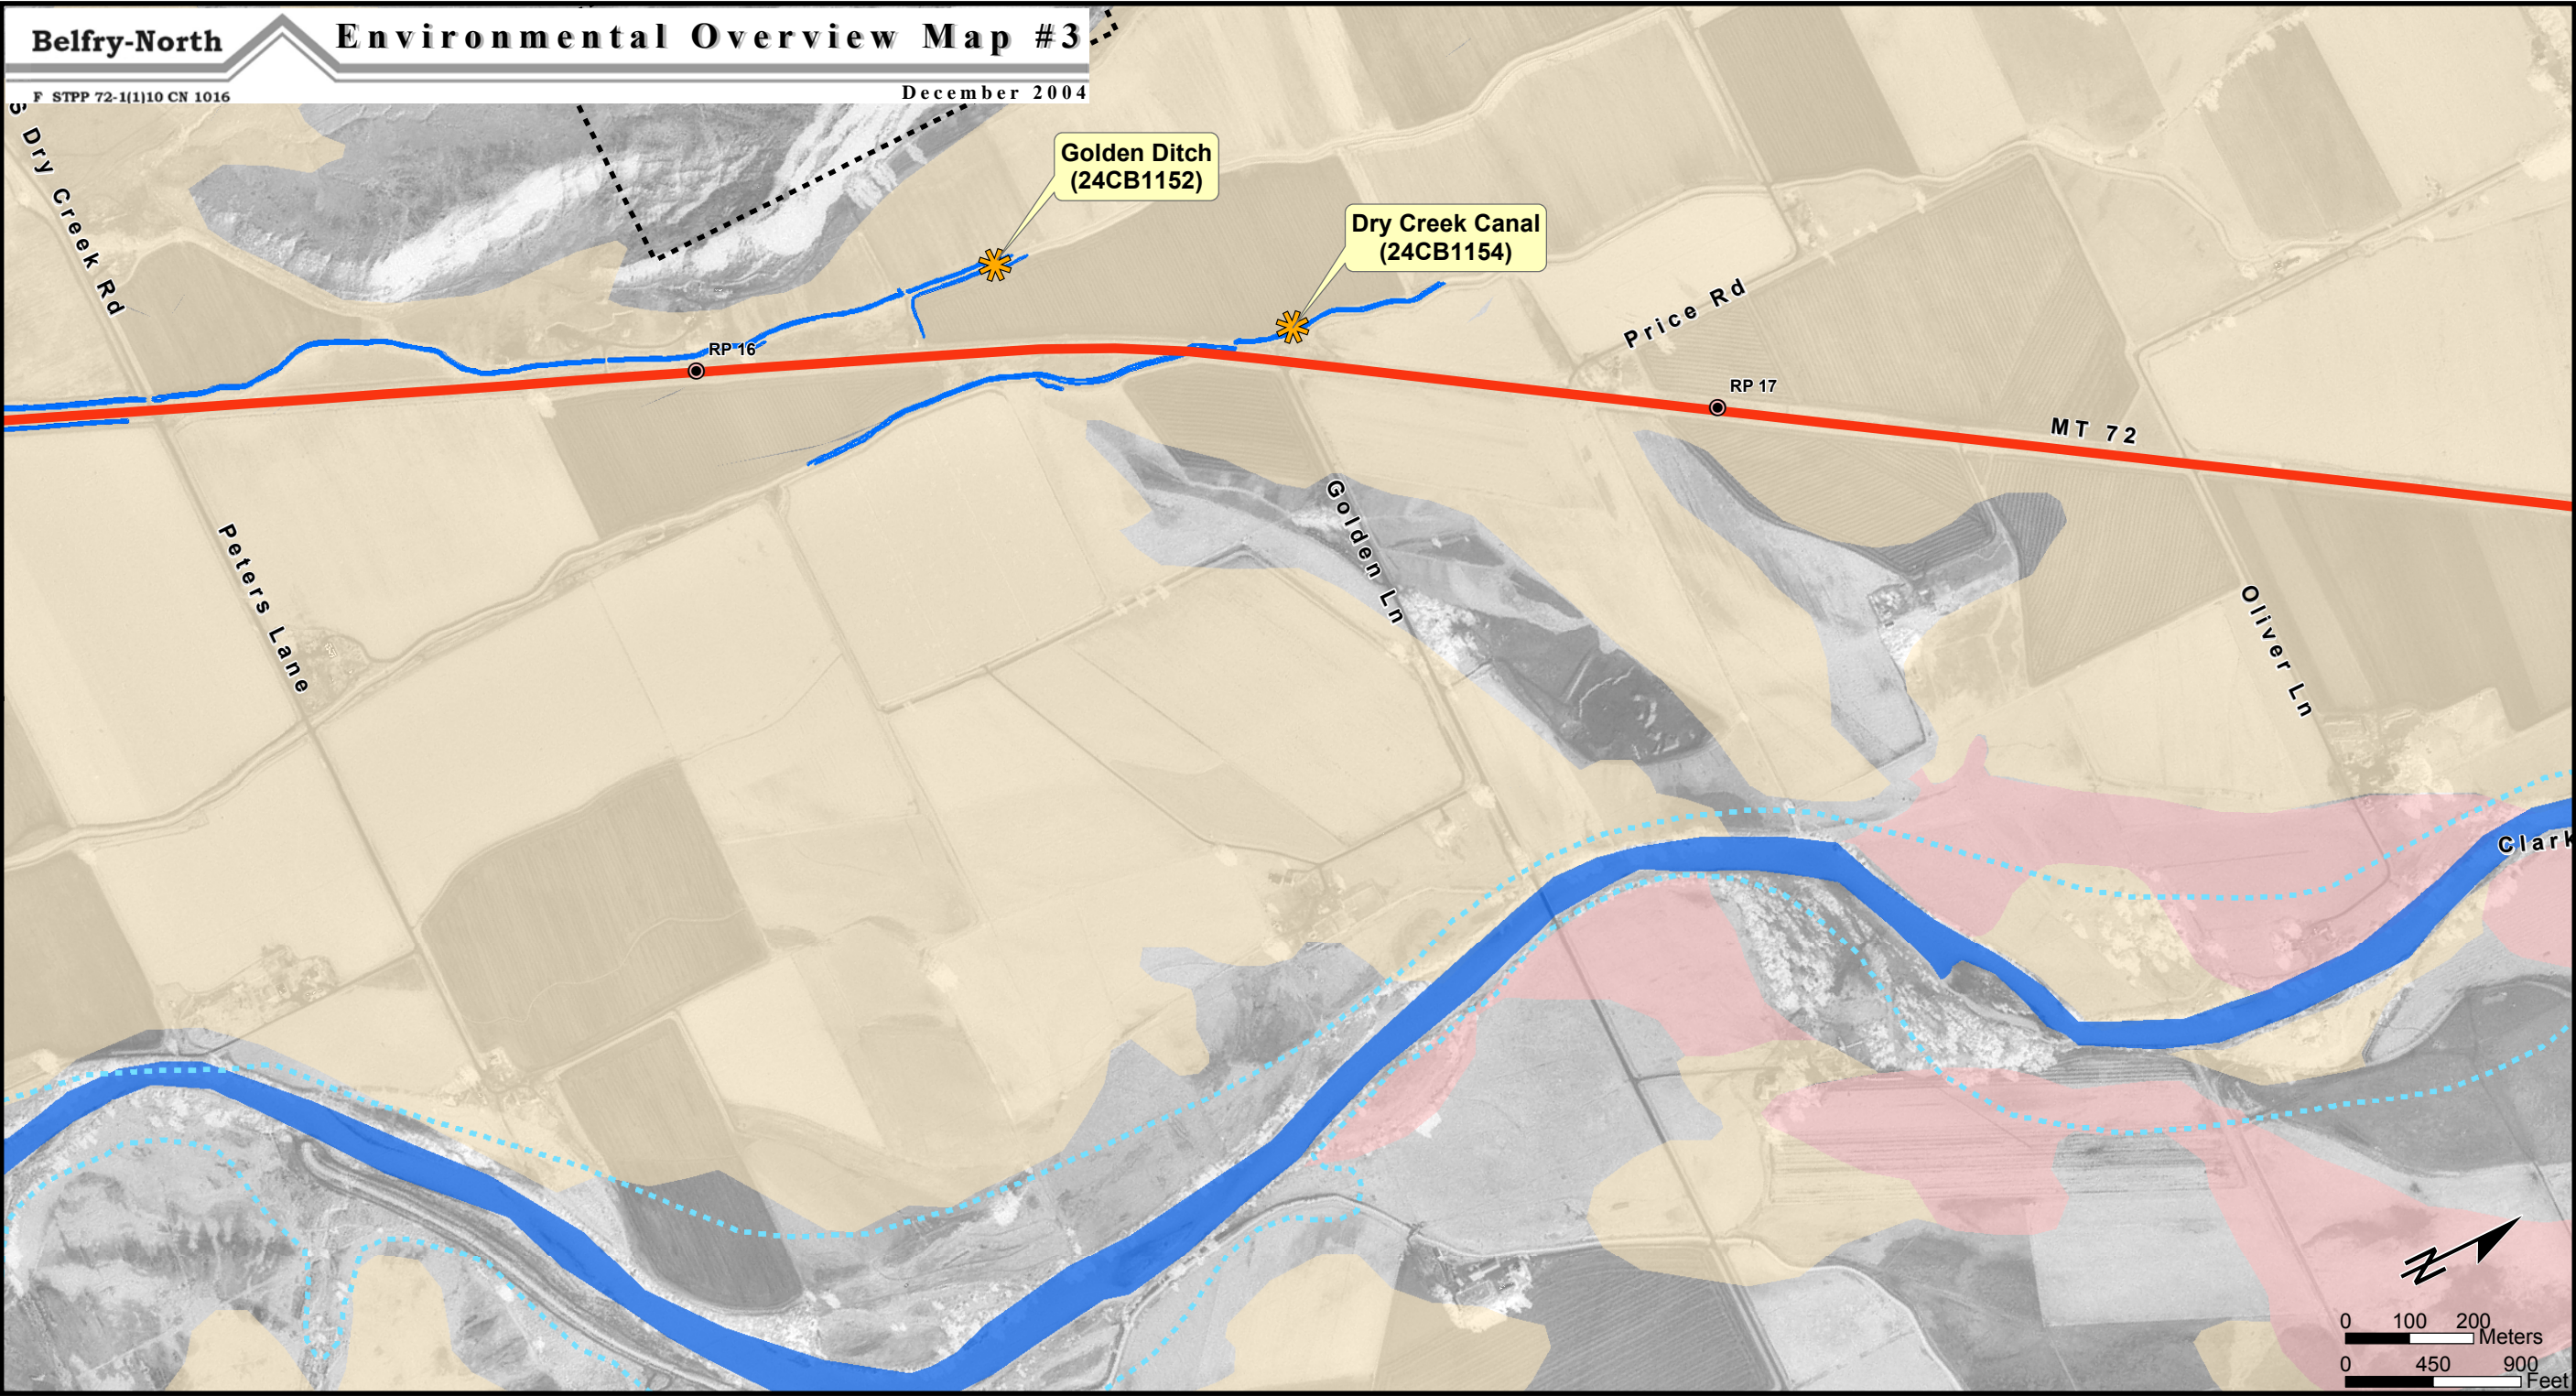 Belfry-North
Environmental Overview Map #3
F STPP 72-1(1)10 CN 1016
December 2004
S Dry Creek Rd
Golden Ditch
(24CB1152)
Dry Creek Canal
(24CB1154)
Price Rd
RP 16
RP 17
MT 72
Peters Lane
Golden Ln
Oliver Ln
Clark
N
0 100 200
Meters
0 450 900
Feet